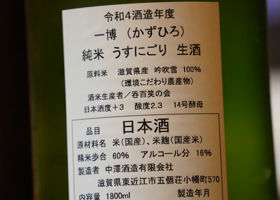 令和4酒造年度
一博（かずひろ）
純米 うすにごり 生酒
原料米 滋賀県産 吟吹雪 100%
（環境こだわり農産物）
酒米生産者／呑百笑の会
日本酒度＋3 酸度2.3 14号酵母
品目 日本酒
原材料名 米(国産)、米麹(国産米)
精米歩合 60% アルコール分 16%
製造者 中澤酒造有限会社
滋賀県東近江市五個荘小幡町570
内容量 1800ml 製造年月